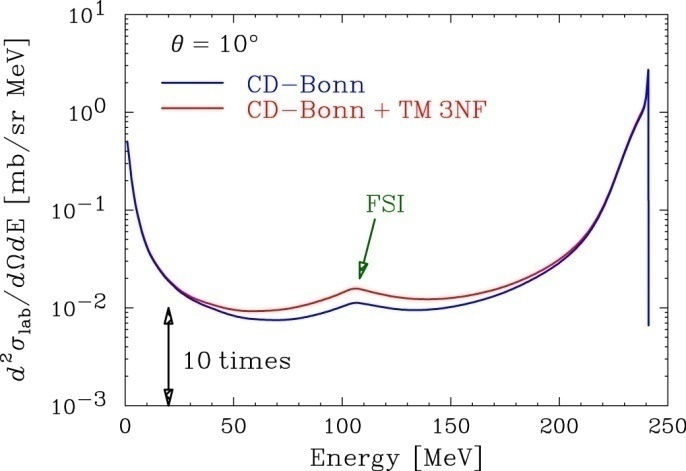 10¹
θ = 10°
CD−Bonn
CD−Bonn + TM 3NF
10⁰
FSI
10⁻¹
10⁻²
10 times
10⁻³
d²σ_lab/dΩdE [mb/sr MeV]
0 50 100 150 200 250
Energy [MeV]